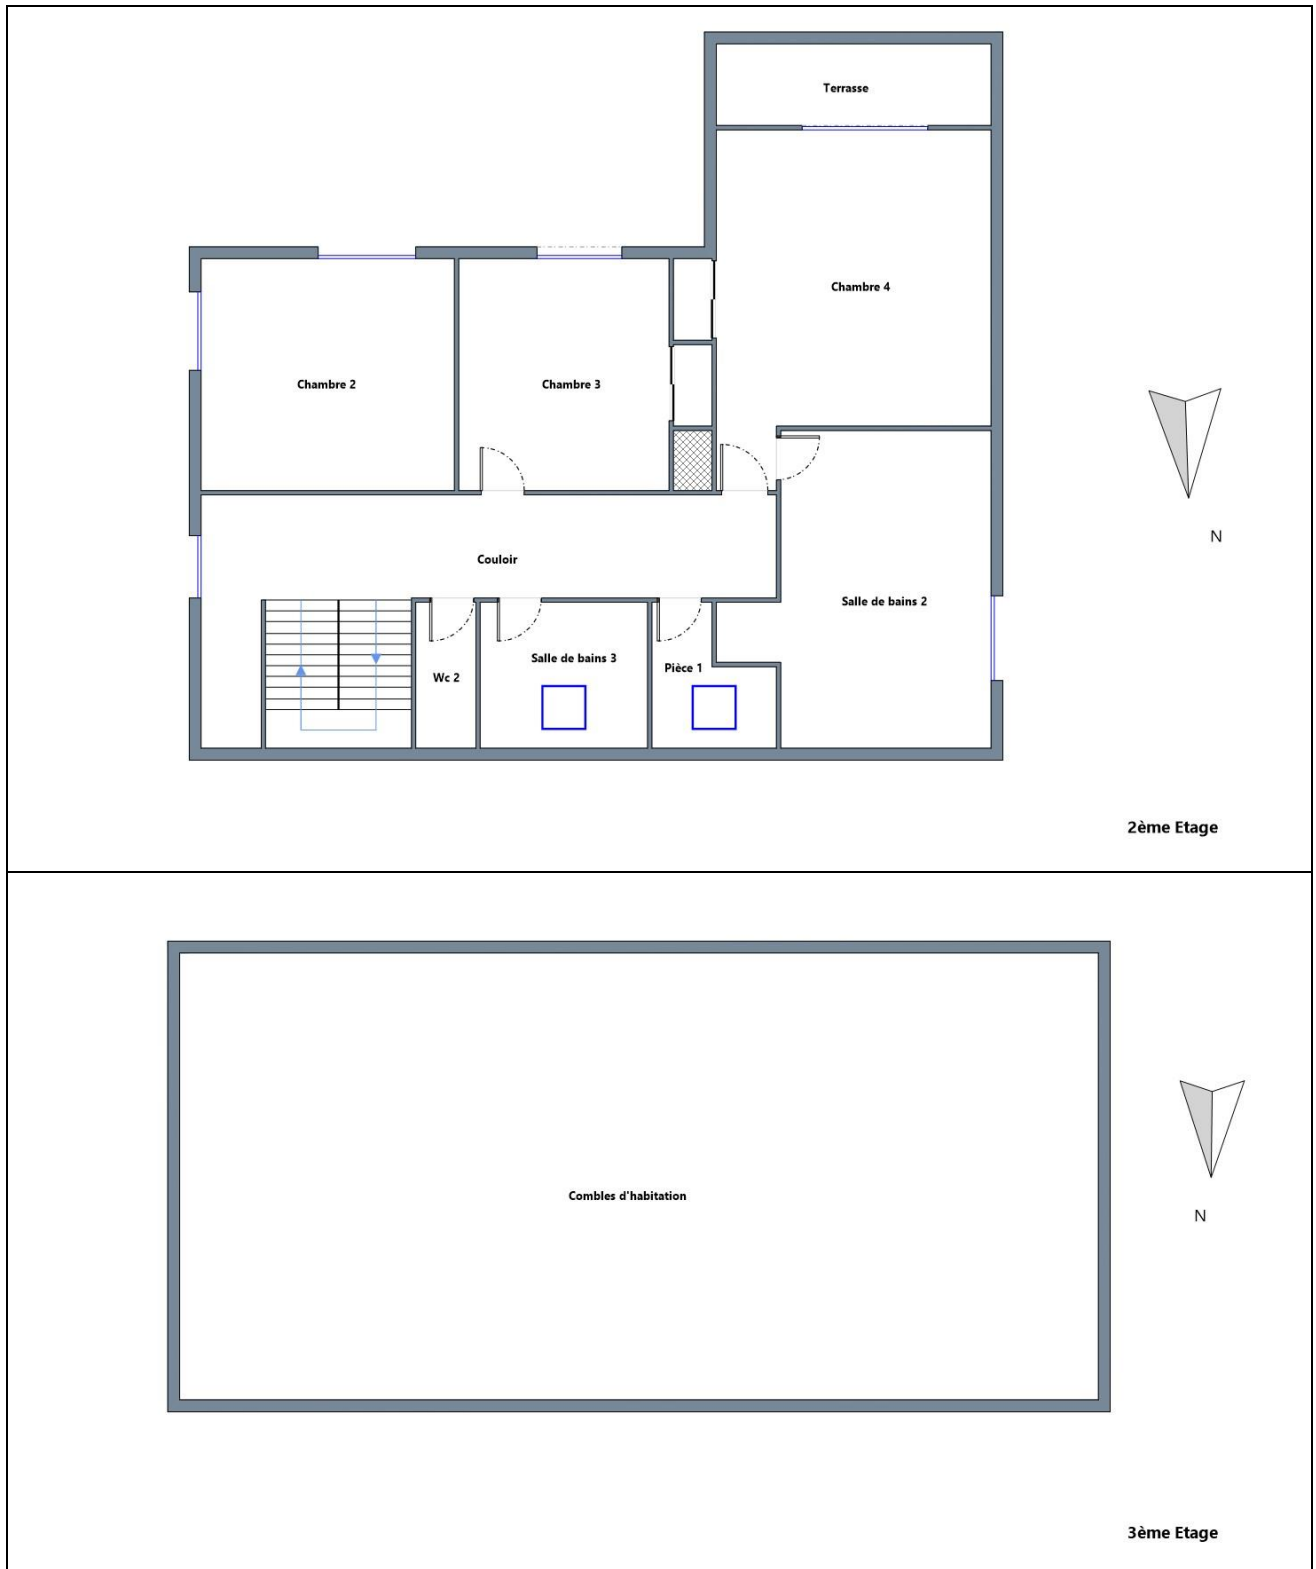 Terrasse
Chambre 4
Chambre 2
Chambre 3
N
Couloir
Salle de bains 2
Salle de bains 3
Pièce 1
Wc 2
2ème Etage
Combles d'habitation
N
3ème Etage